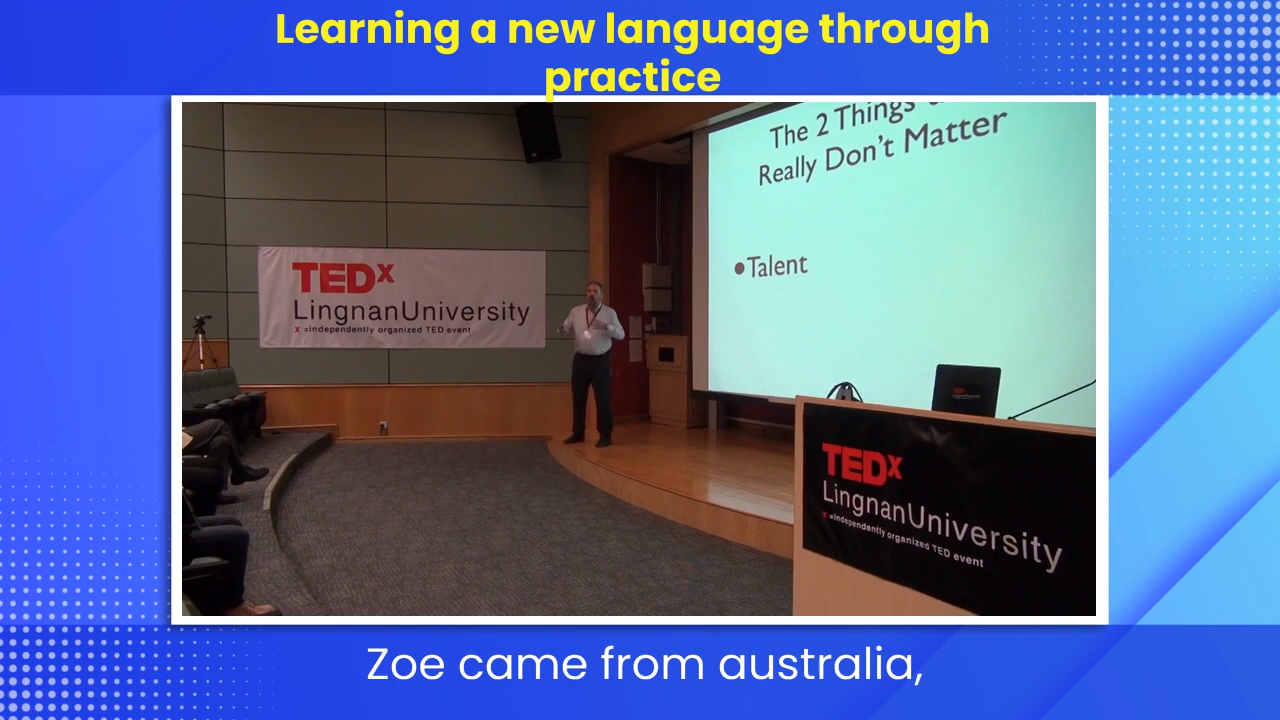 Learning a new language through
practice
The 2 Things
Really Don't Matter
•Talent
TEDx
LingnanUniversity
x =independently organized TED event
TEDx
LingnanUniversity
x =independently organized TED event
Zoe came from australia,